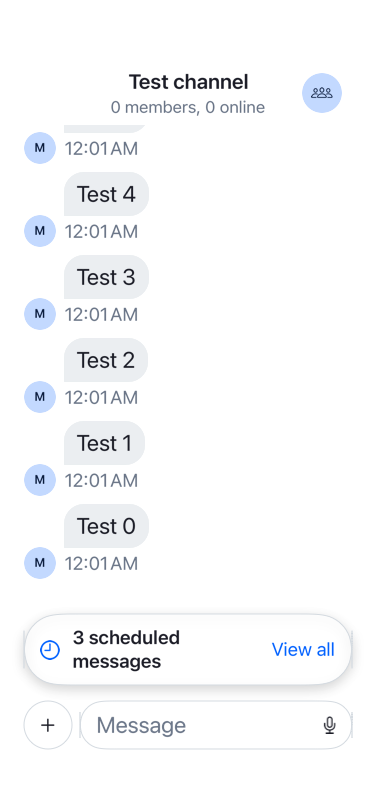 Test channel
0 members, 0 online
M 12:01 AM
Test 4
M 12:01 AM
Test 3
M 12:01 AM
Test 2
M 12:01 AM
Test 1
M 12:01 AM
Test 0
M 12:01 AM
3 scheduled
messages
View all
Message